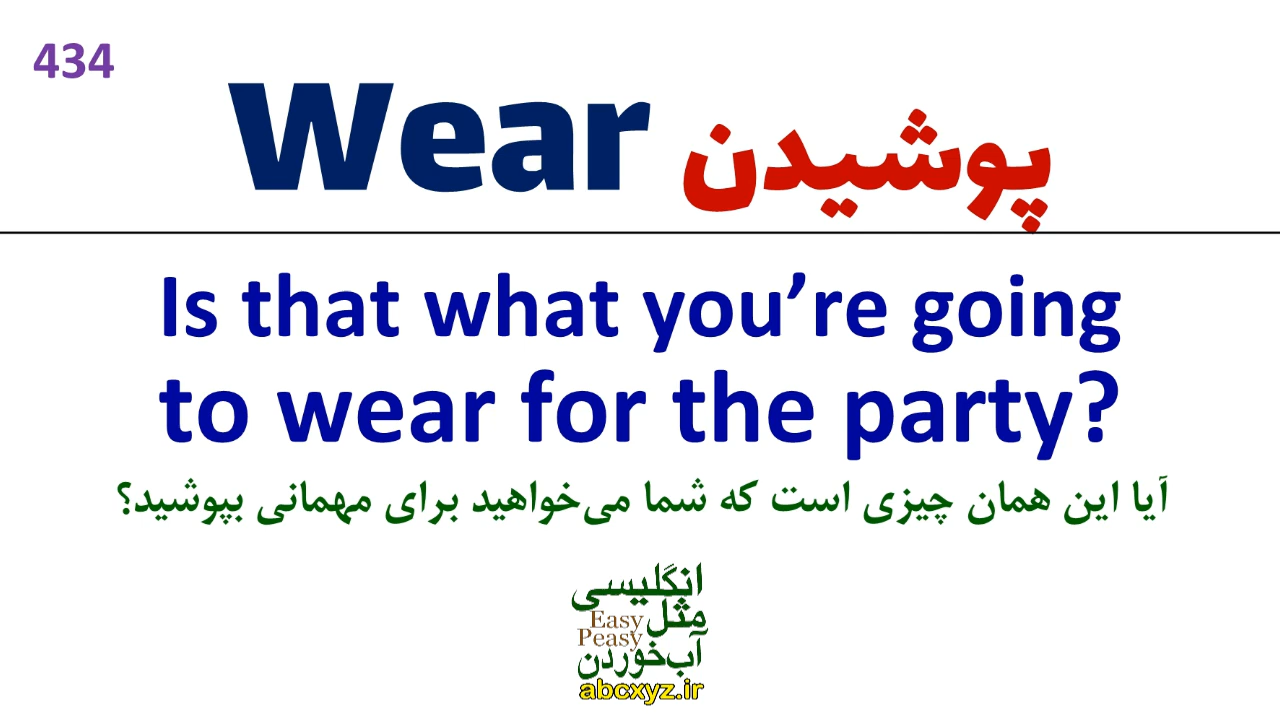 434
Wear پوشیدن
Is that what you’re going
to wear for the party?
آیا این همان چیزی است که شما می‌خواهید برای مهمانی بپوشید؟
انگلیسی
مثل
Easy
Peasy
آب‌خوردن
abcxyz.ir